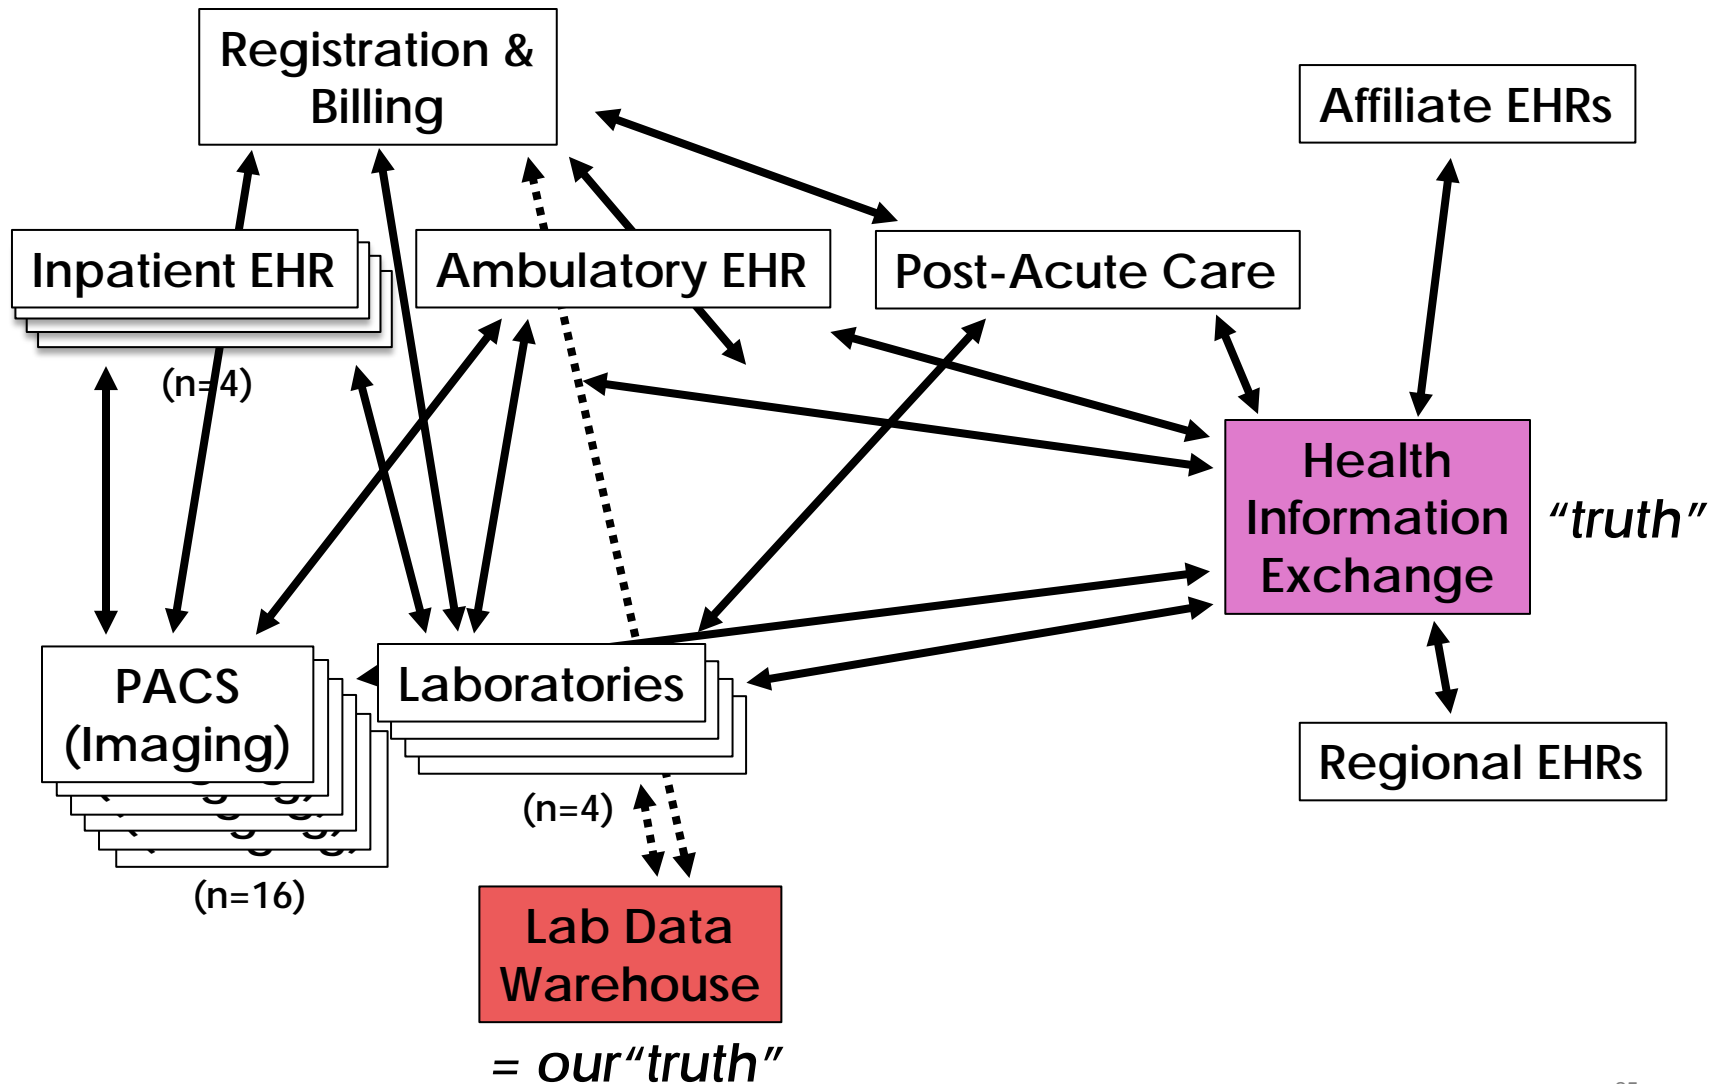 Registration &
Billing
Affiliate EHRs
Inpatient EHR
Ambulatory EHR
Post-Acute Care
(n=4)
Health
Information
Exchange
"truth"
PACS
(Imaging)
Laboratories
Regional EHRs
(n=4)
(n=16)
Lab Data
Warehouse
= our"truth"